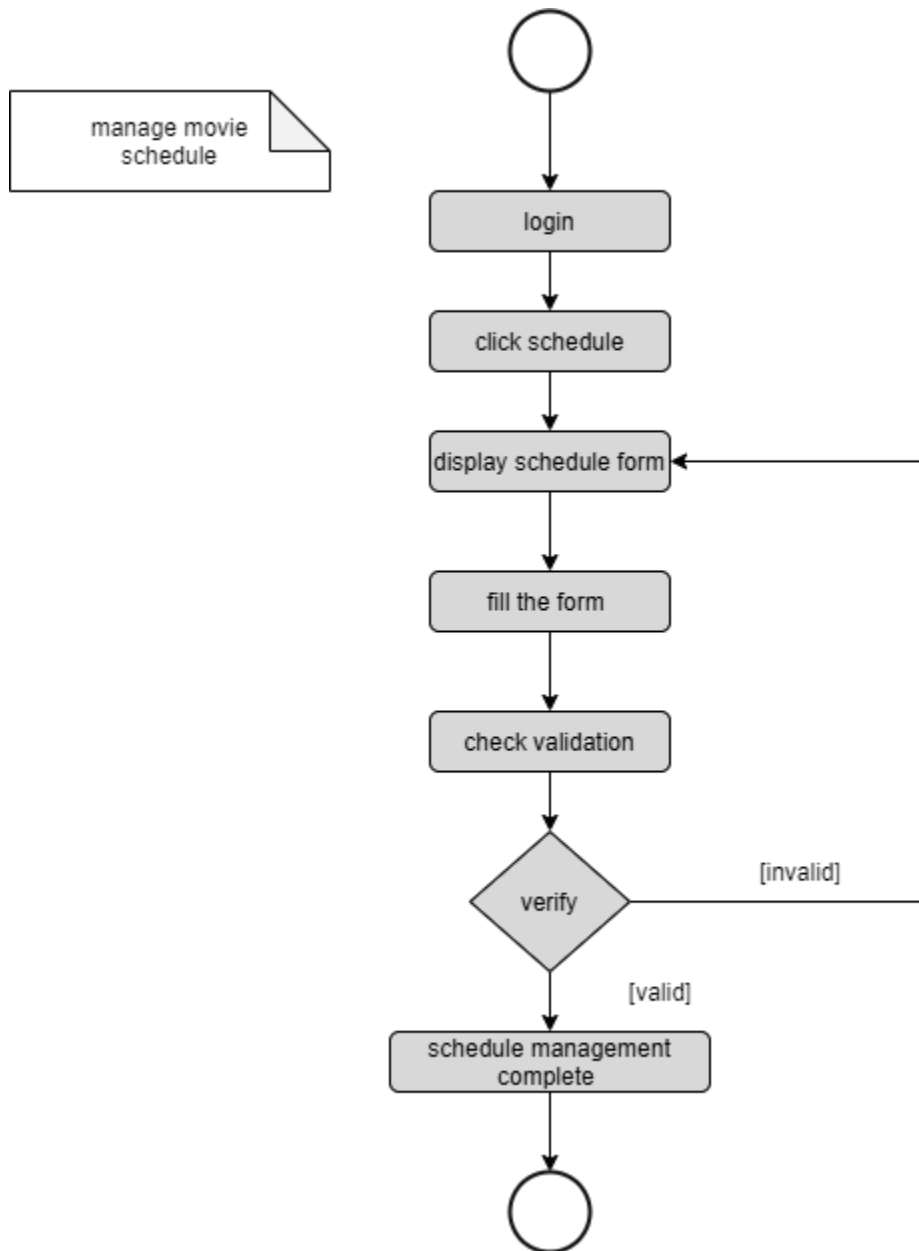 manage movie
schedule
login
click schedule
display schedule form
fill the form
check validation
verify
[invalid]
[valid]
schedule management
complete